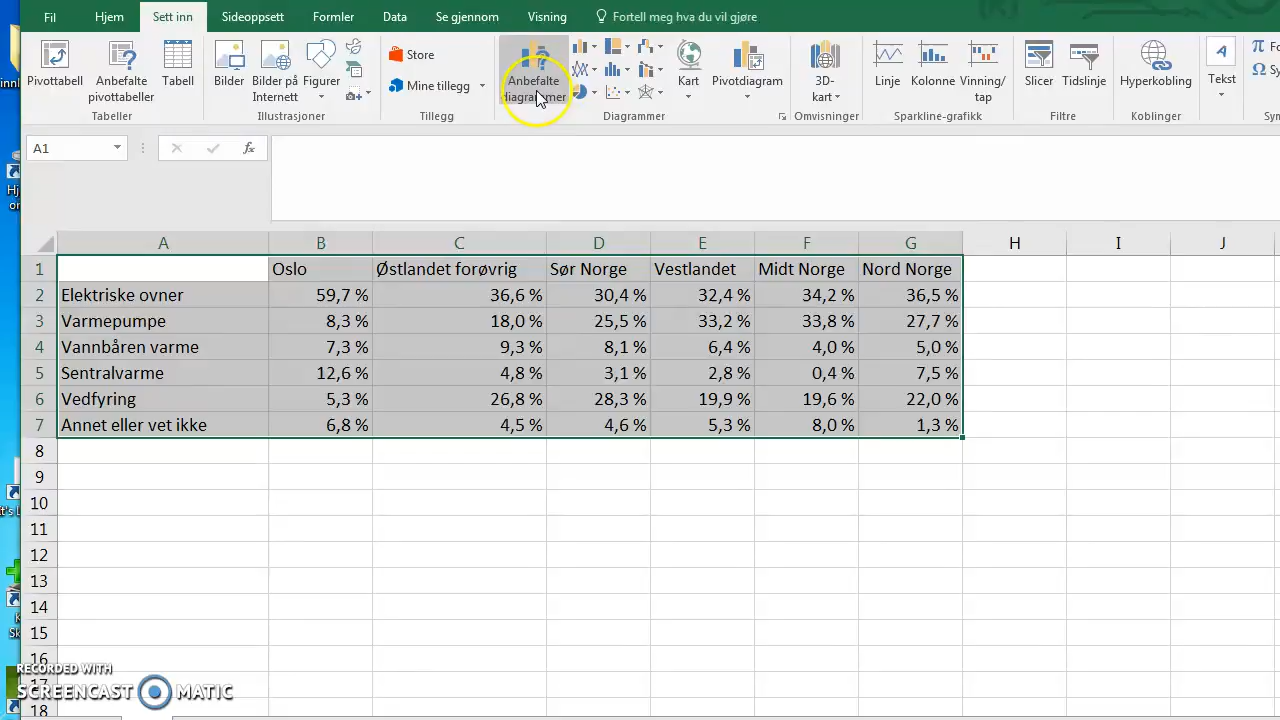 Fil Hjem Sett inn Sideoppsett Formler Data Se gjennom Visning Fortell meg hva du vil gjøre
Pivottabell Anbefalte pivottabeller Tabell
Tabeller
Bilder Bilder på Internett Figurer
Illustrasjoner
Store
Mine tillegg
Tillegg
Anbefalte diagrammer
Kart Pivotdiagram
Diagrammer
3D-kart
Omvisninger
Linje Kolonne Vinning/tap
Sparkline-grafikk
Slicer Tidslinje
Filtre
Hyperkobling
Koblinger
Tekst
π
Ω
A1 fx
A B C D E F G H I J
1 Oslo Østlandet forøvrig Sør Norge Vestlandet Midt Norge Nord Norge
2 Elektriske ovner 59,7 % 36,6 % 30,4 % 32,4 % 34,2 % 36,5 %
3 Varmepumpe 8,3 % 18,0 % 25,5 % 33,2 % 33,8 % 27,7 %
4 Vannbåren varme 7,3 % 9,3 % 8,1 % 6,4 % 4,0 % 5,0 %
5 Sentralvarme 12,6 % 4,8 % 3,1 % 2,8 % 0,4 % 7,5 %
6 Vedfyring 5,3 % 26,8 % 28,3 % 19,9 % 19,6 % 22,0 %
7 Annet eller vet ikke 6,8 % 4,5 % 4,6 % 5,3 % 8,0 % 1,3 %
8
9
10
11
12
13
14
15
16
17
18
RECORDED WITH
SCREENCAST MATIC